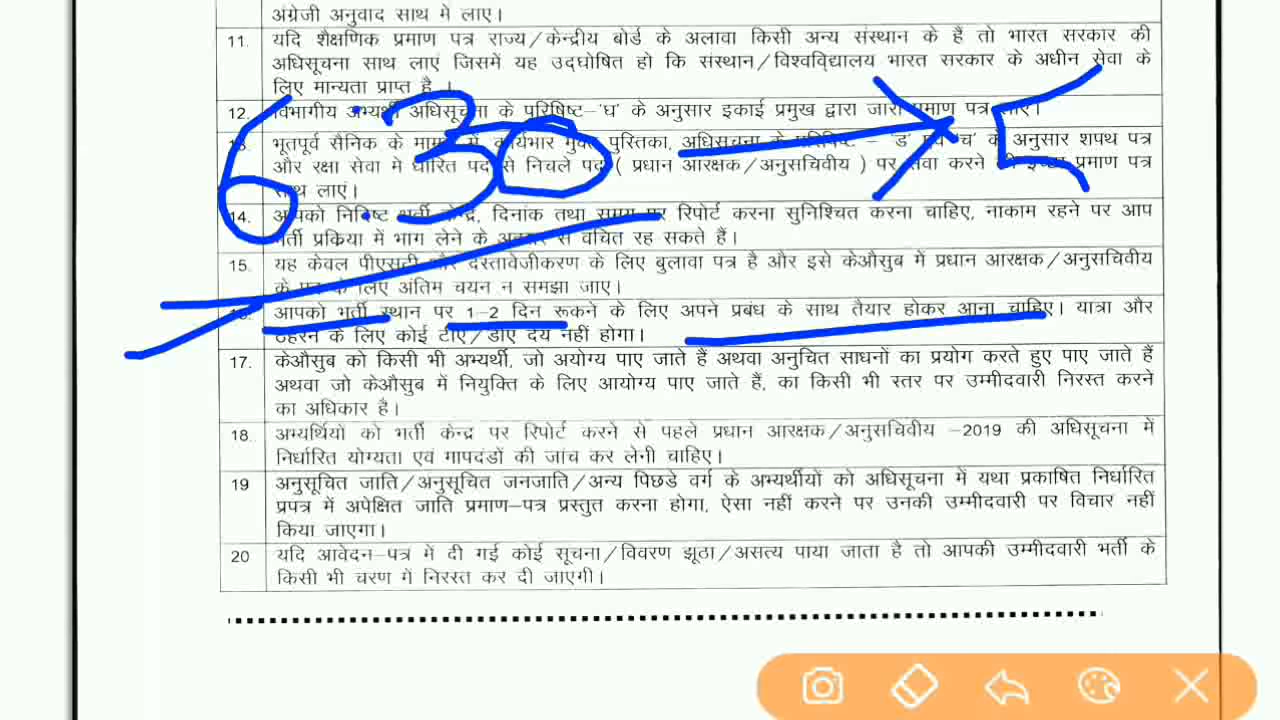 अंग्रेजी अनुवाद साथ मे लाए।
11. यदि शैक्षणिक प्रमाण पत्र राज्य/केन्द्रीय बोर्ड के अलावा किसी अन्य संस्थान के हैं तो भारत सरकार की
अधिसूचना साथ लाएं जिसमें यह उद्घोषित हो कि संस्थान/विश्वविद्यालय भारत सरकार के अधीन सेवा के
लिए मान्यता प्राप्त है ।
12. विभागीय अभ्यर्थी अधिसूचना के परिशिष्ट–'घ' के अनुसार इकाई प्रमुख द्वारा जारी प्रमाण पत्र
6 : 30 5
भूतपूर्व सैनिक के में, कार्यभार मुक्त पुस्तिका, अधिसूचना के परिशिष्ट – 'ड' 'च' के अनुसार शपथ पत्र
और रक्षा सेवा मे धारित पद से निचले पद ( प्रधान आरक्षक/अनुसचिवीय ) पर सेवा करने प्रमाण पत्र
साथ लाएं।
14. आपको निर्दिष्ट भर्ती केन्द्र, दिनांक तथा समय पर रिपोर्ट करना सुनिश्चित करना चाहिए, नाकाम रहने पर आप
भर्ती प्रकिया में भाग लेने के अवसर से वंचित रह सकते हैं।
15. यह केवल पीएसटी और दस्तावेजीकरण के लिए बुलावा पत्र है और इसे केऔसुब में प्रधान आरक्षक/अनुसचिवीय
के पद के लिए अंतिम चयन न समझा जाए।
आपको भर्ती स्थान पर 1–2 दिन रूकने के लिए अपने प्रबंध के साथ तैयार होकर आना चाहिए। यात्रा और
ठहरने के लिए कोई टीए/डीए देय नहीं होगा।
17. केऔसुब को किसी भी अभ्यर्थी, जो अयोग्य पाए जाते हैं अथवा अनुचित साधनों का प्रयोग करते हुए पाए जाते हैं
अथवा जो केऔसुब में नियुक्ति के लिए आयोग्य पाए जाते हैं, का किसी भी स्तर पर उम्मीदवारी निरस्त करने
का अधिकार है।
18. अभ्यर्थियों को भर्ती केन्द्र पर रिपोर्ट करने से पहले प्रधान आरक्षक/अनुसचिवीय –2019 की अधिसूचना में
निर्धारित योग्यता एवं मापदंडों की जांच कर लेनी चाहिए।
19 अनुसूचित जाति/अनुसूचित जनजाति/अन्य पिछडे वर्ग के अभ्यर्थीयों को अधिसूचना में यथा प्रकाषित निर्धारित
प्रपत्र में अपेक्षित जाति प्रमाण–पत्र प्रस्तुत करना होगा, ऐसा नहीं करने पर उनकी उम्मीदवारी पर विचार नहीं
किया जाएगा।
20 यदि आवेदन–पत्र में दी गई कोई सूचना/विवरण झूठा/असत्य पाया जाता है तो आपकी उम्मीदवारी भर्ती के
किसी भी चरण में निरस्त कर दी जाएगी।